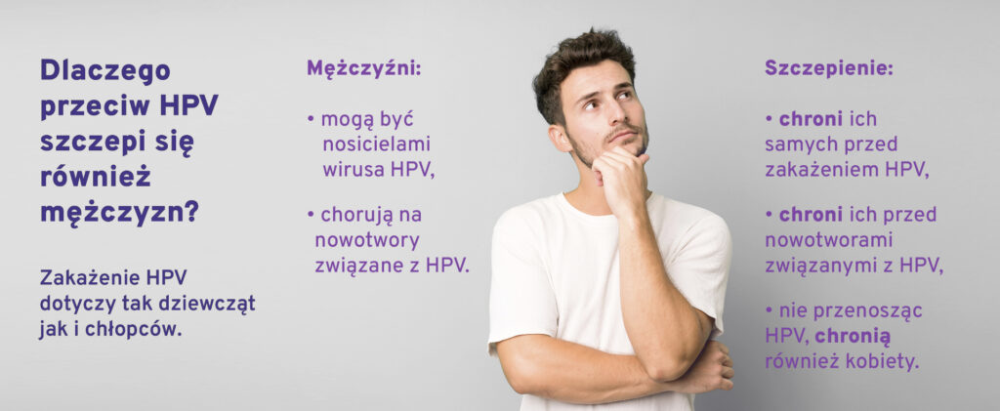 Dlaczego
przeciw HPV
szczepi się
również
mężczyzn?
Zakażenie HPV
dotyczy tak dziewcząt
jak i chłopców.
Mężczyźni:
• mogą być
nosicielami
wirusa HPV,
• chorują na
nowotwory
związane z HPV.
Szczepienie:
• chroni ich
samych przed
zakażeniem HPV,
• chroni ich przed
nowotworami
związanymi z HPV,
• nie przenosząc
HPV, chronią
również kobiety.